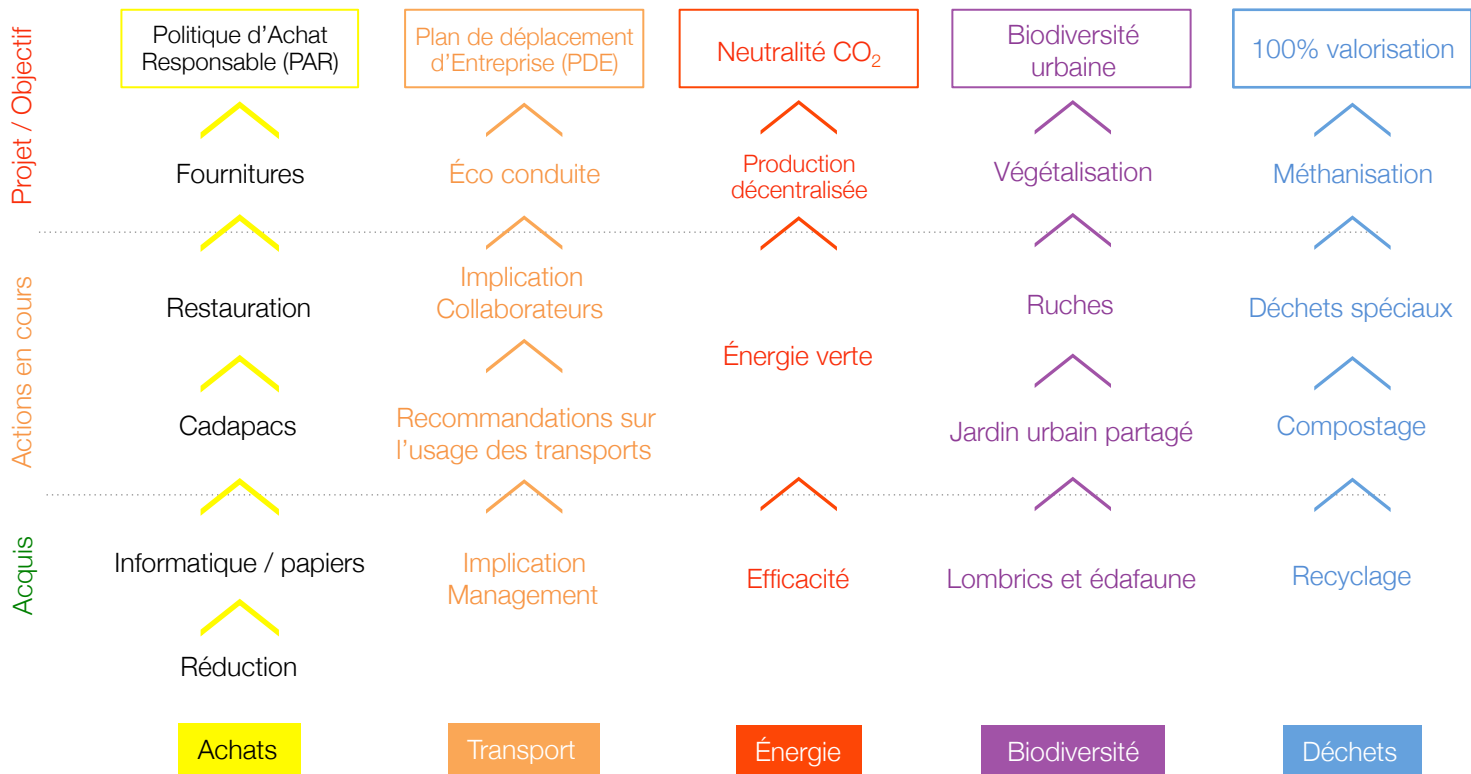 Projet / Objectif
Politique d'Achat
Responsable (PAR)
Plan de déplacement
d'Entreprise (PDE)
Neutralité CO₂
Biodiversité
urbaine
100% valorisation
Fournitures
Éco conduite
Production
décentralisée
Végétalisation
Méthanisation
Actions en cours
Restauration
Implication
Collaborateurs
Énergie verte
Ruches
Déchets spéciaux
Cadapacs
Recommandations sur
l'usage des transports
Jardin urbain partagé
Compostage
Acquis
Informatique / papiers
Implication
Management
Efficacité
Lombrics et édafaune
Recyclage
Réduction
Achats
Transport
Énergie
Biodiversité
Déchets